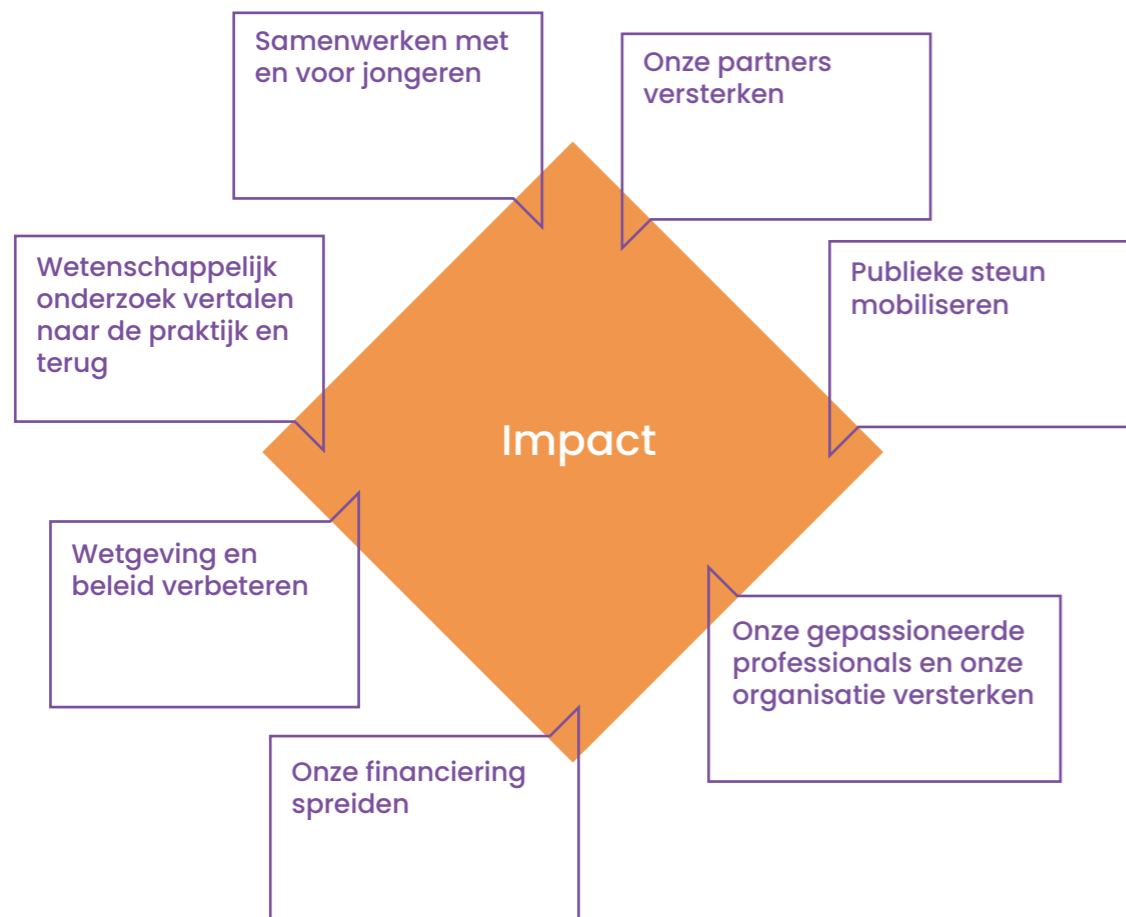 Samenwerken met
en voor jongeren
Onze partners
versterken
Wetenschappelijk
onderzoek vertalen
naar de praktijk en
terug
Publieke steun
mobiliseren
Impact
Wetgeving en
beleid verbeteren
Onze gepassioneerde
professionals en onze
organisatie versterken
Onze financiering
spreiden